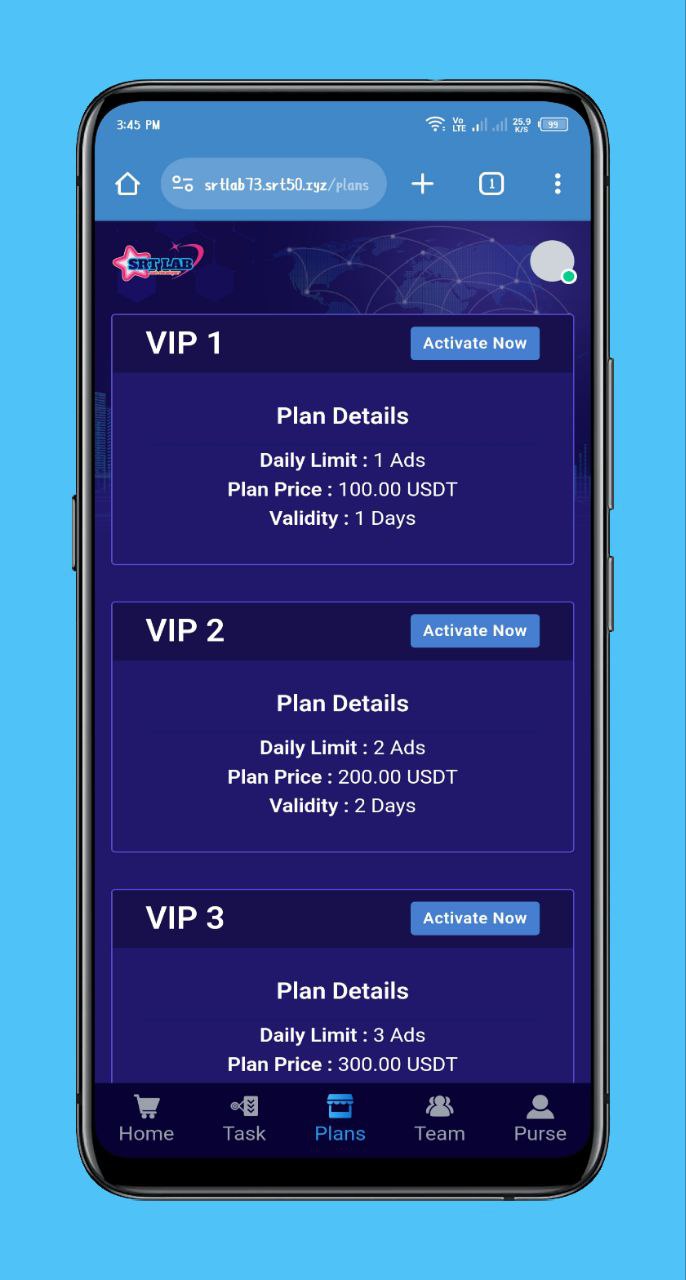 3:45 PM
Vo
LTE
25.9
K/S
99
srtlab73.srt50.xyz/plans
1
SRT LAB
VIP 1
Activate Now
Plan Details
Daily Limit : 1 Ads
Plan Price : 100.00 USDT
Validity : 1 Days
VIP 2
Activate Now
Plan Details
Daily Limit : 2 Ads
Plan Price : 200.00 USDT
Validity : 2 Days
VIP 3
Activate Now
Plan Details
Daily Limit : 3 Ads
Plan Price : 300.00 USDT
Home
Task
Plans
Team
Purse